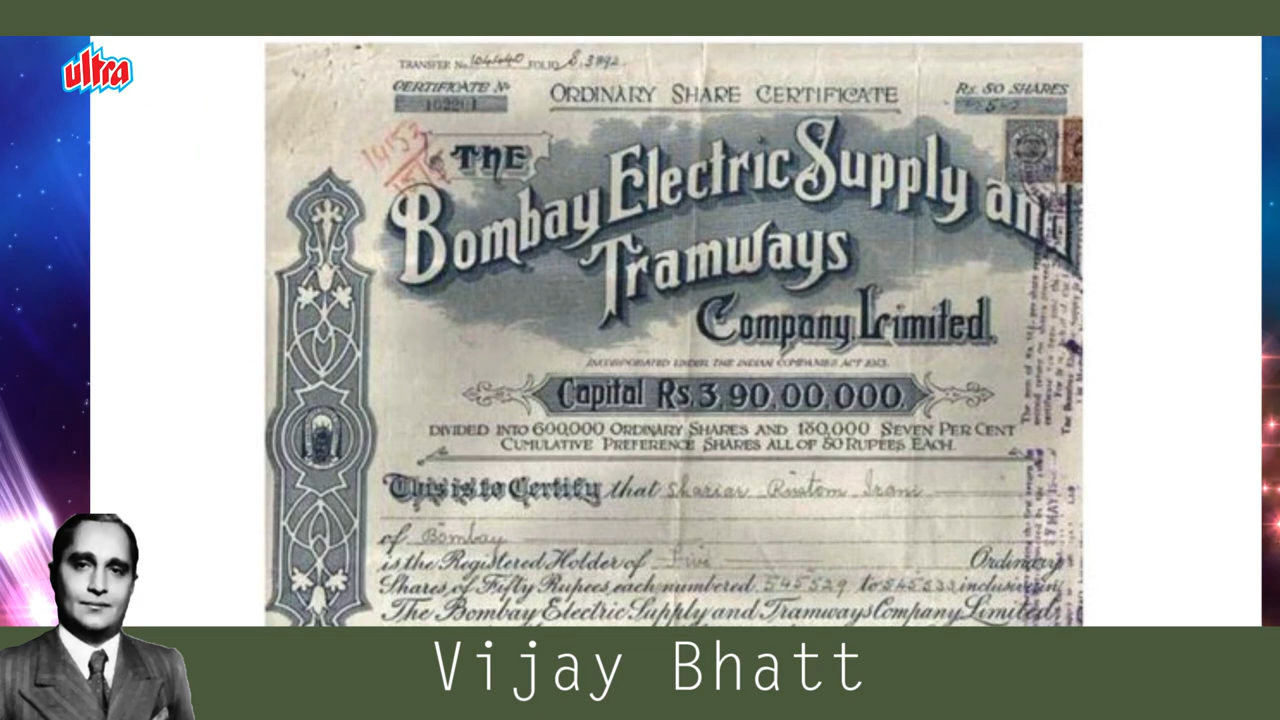 ultra
TRANSFER No. 104440 FOLIO S. 3892
CERTIFICATE No ORDINARY SHARE CERTIFICATE Rs. 50 SHARES
102201 5
14153
THE
Bombay Electric Supply and
Tramways
Company, Limited.
INCORPORATED UNDER THE INDIAN COMPANIES ACT 1913.
Capital Rs. 3,90,00,000.
DIVIDED INTO 600,000 ORDINARY SHARES AND 180,000 SEVEN PER CENT
CUMULATIVE PREFERENCE SHARES ALL OF 50 RUPEES EACH.
This is to Certify that Shariar Rustom Irani
of Bombay
is the Registered Holder of Five Ordinary
Shares of Fifty Rupees each numbered 545529 to 545533 inclusive in
The Bombay Electric Supply and Tramways Company Limited
Vijay Bhatt